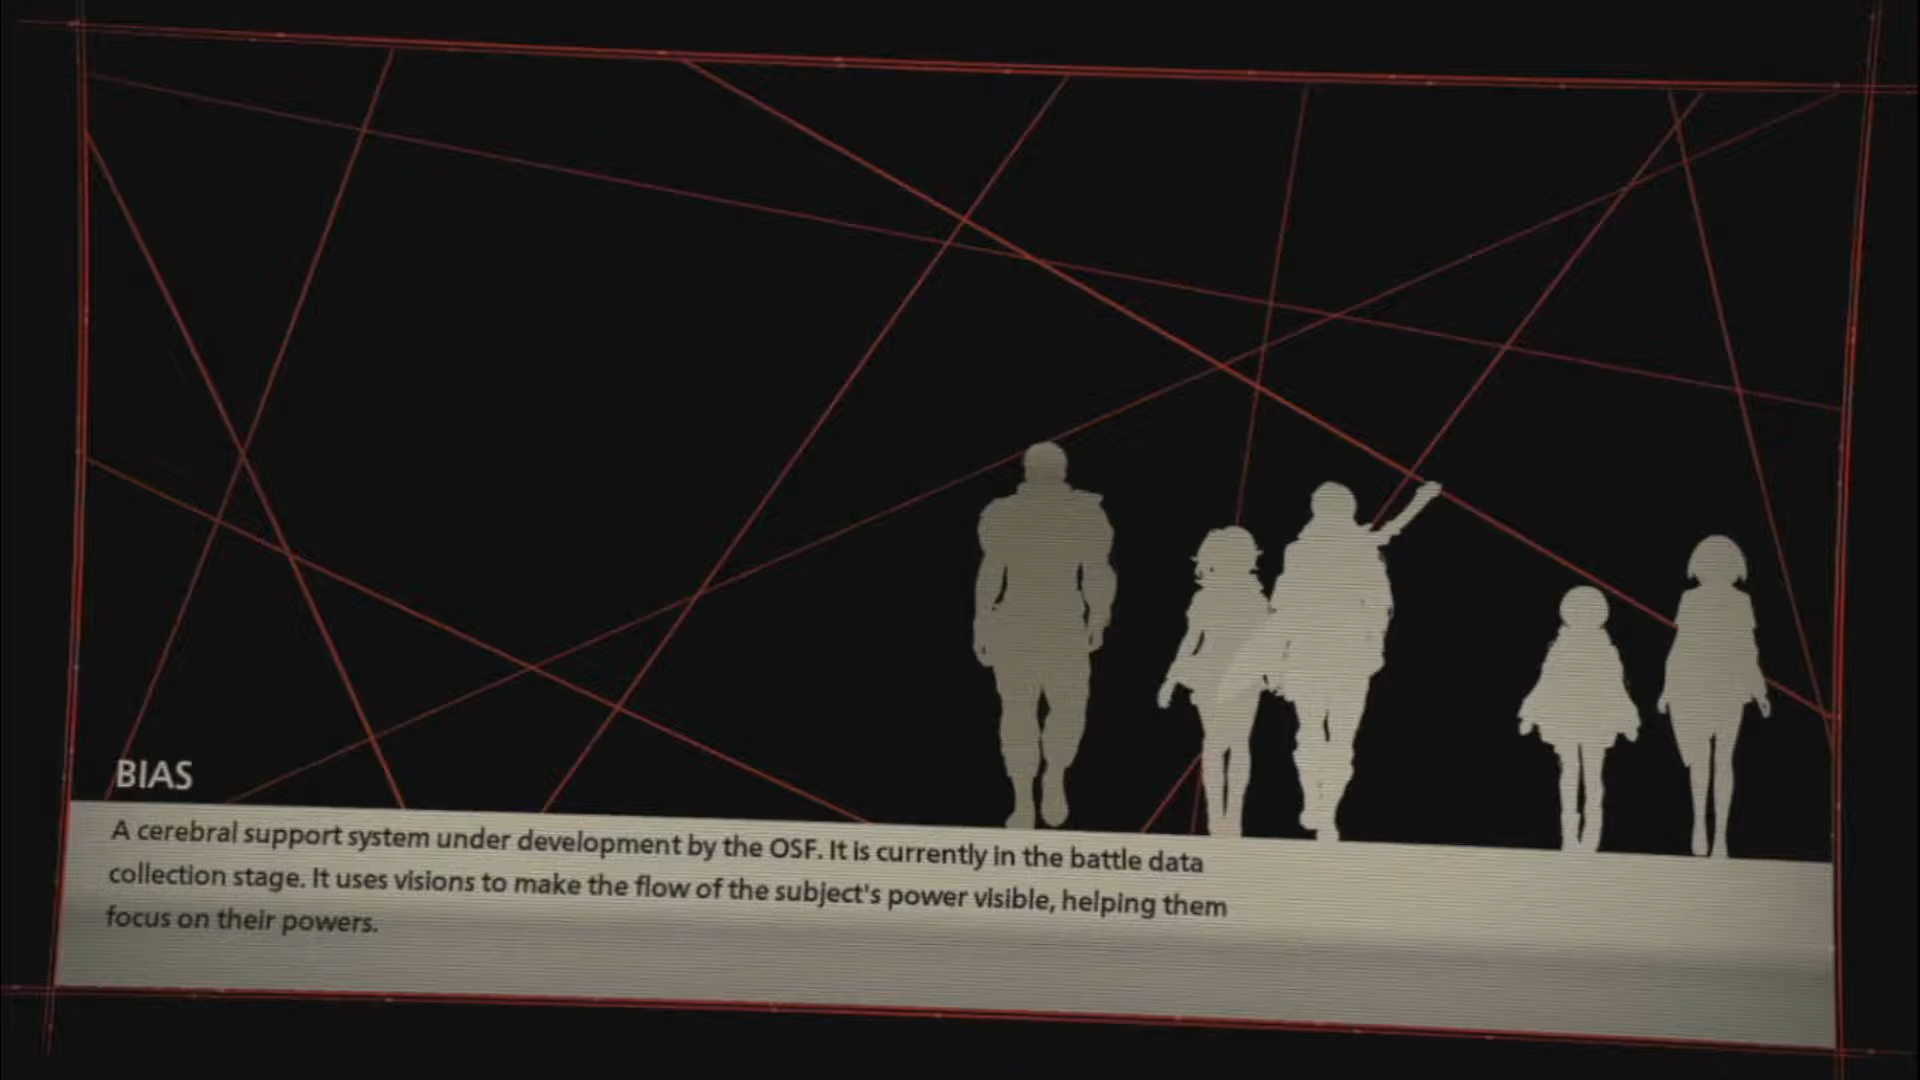 BIAS
A cerebral support system under development by the OSF. It is currently in the battle data
collection stage. It uses visions to make the flow of the subject's power visible, helping them
focus on their powers.